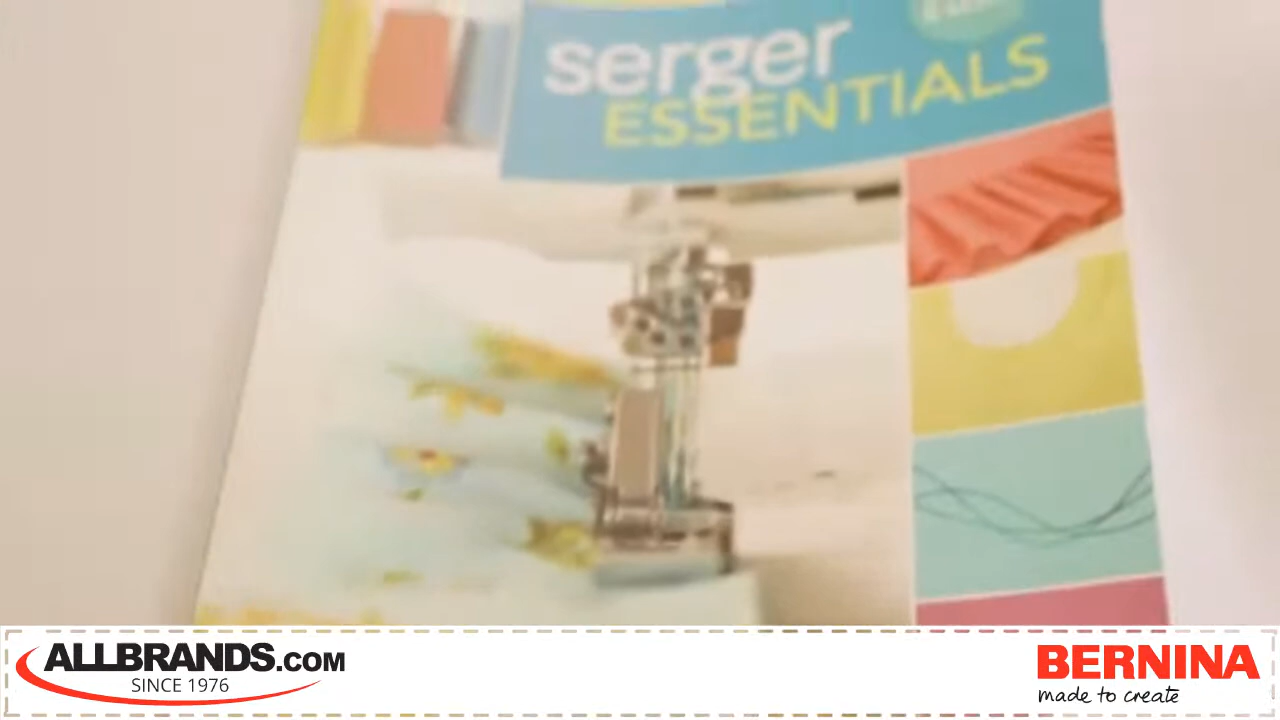 serger
ESSENTIALS
ALLBRANDS.COM
SINCE 1976
BERNINA
made to create